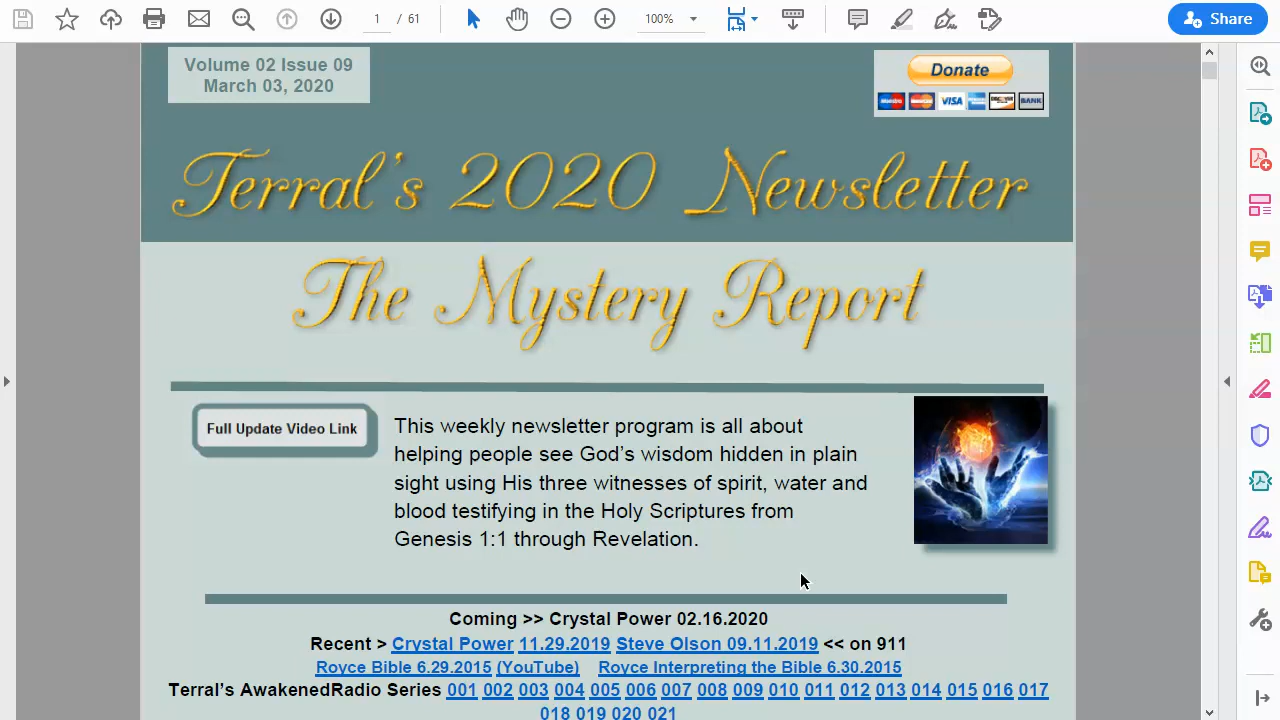 1 / 61
100%
Share
Volume 02 Issue 09
March 03, 2020
Donate
VISA
BANK
Terral's 2020 Newsletter
The Mystery Report
Full Update Video Link
This weekly newsletter program is all about
helping people see God's wisdom hidden in plain
sight using His three witnesses of spirit, water and
blood testifying in the Holy Scriptures from
Genesis 1:1 through Revelation.
Coming >> Crystal Power 02.16.2020
Recent > Crystal Power 11.29.2019 Steve Olson 09.11.2019 << on 911
Royce Bible 6.29.2015 (YouTube) Royce Interpreting the Bible 6.30.2015
Terral's AwakenedRadio Series 001 002 003 004 005 006 007 008 009 010 011 012 013 014 015 016 017
018 019 020 021